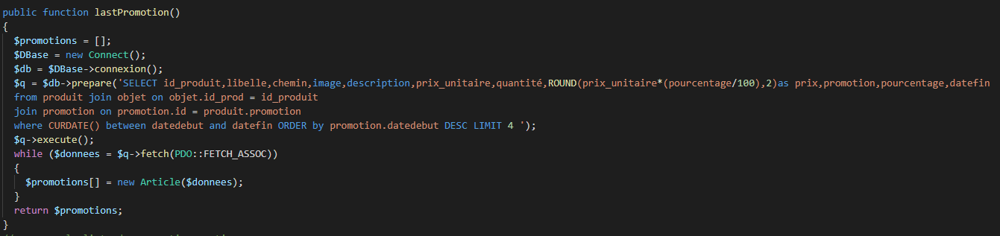 public function lastPromotion()
{
$promotions = [];
$DBase = new Connect();
$db = $DBase->connexion();
$q = $db->prepare('SELECT id_produit,libelle,chemin,image,description,prix_unitaire,quantité,ROUND(prix_unitaire*(pourcentage/100),2)as prix,promotion,pourcentage,datefin
from produit join objet on objet.id_prod = id_produit
join promotion on promotion.id = produit.promotion
where CURDATE() between datedebut and datefin ORDER by promotion.datedebut DESC LIMIT 4 ');
$q->execute();
while ($donnees = $q->fetch(PDO::FETCH_ASSOC))
{
$promotions[] = new Article($donnees);
}
return $promotions;
}